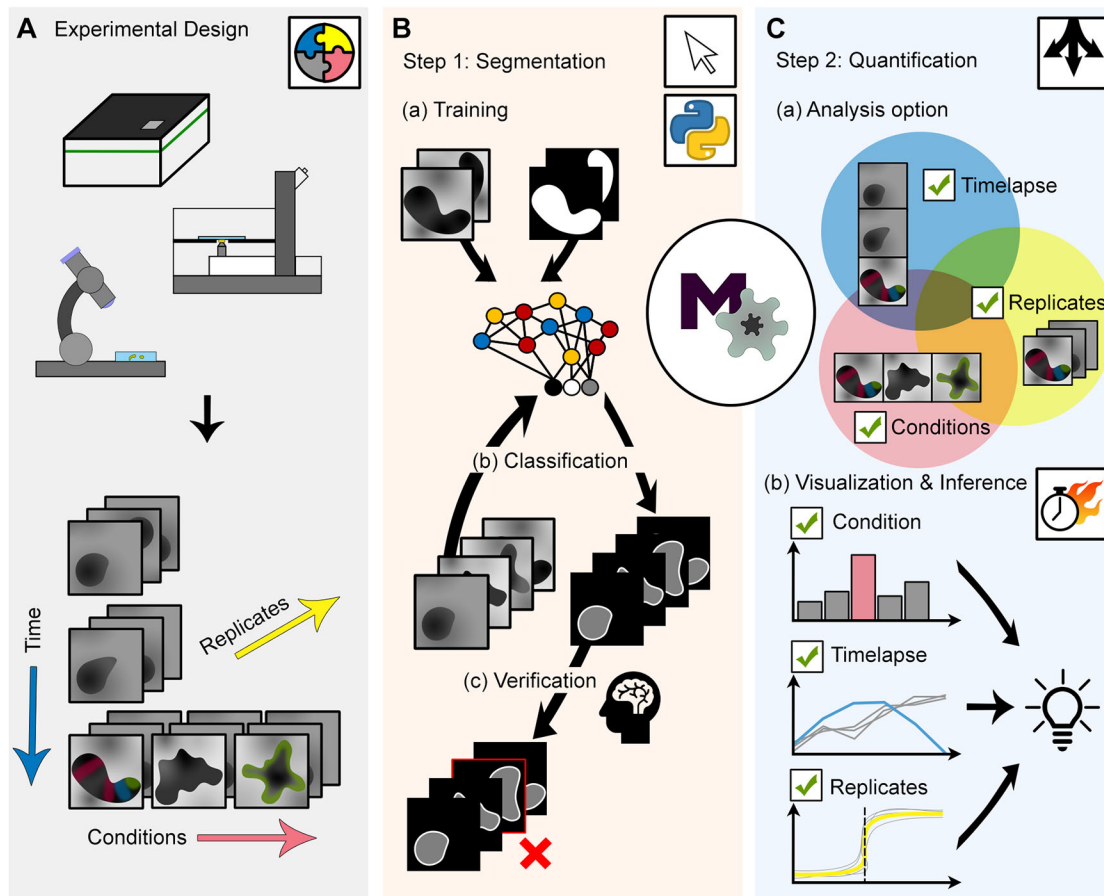 A Experimental Design
Time
Replicates
Conditions
B
Step 1: Segmentation
(a) Training
(b) Classification
(c) Verification
M
C
Step 2: Quantification
(a) Analysis option
Timelapse
Replicates
Conditions
(b) Visualization & Inference
Condition
Timelapse
Replicates